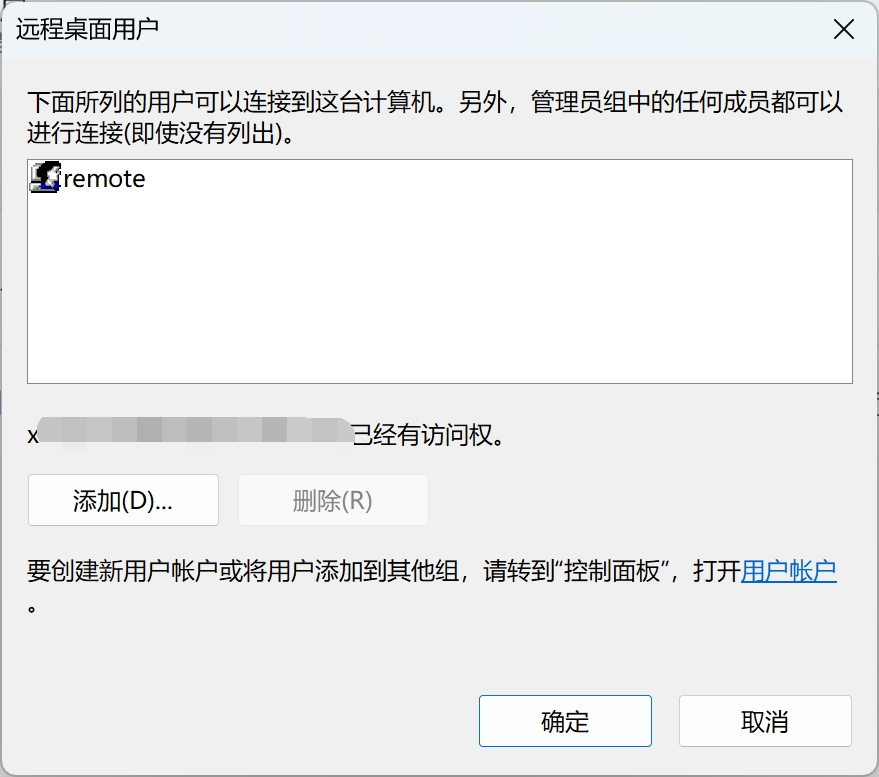 远程桌面用户
下面所列的用户可以连接到这台计算机。另外，管理员组中的任何成员都可以
进行连接(即使没有列出)。
remote
x
已经有访问权。
添加(D)...
删除(R)
要创建新用户帐户或将用户添加到其他组，请转到“控制面板”，打开用户帐户
。
确定
取消